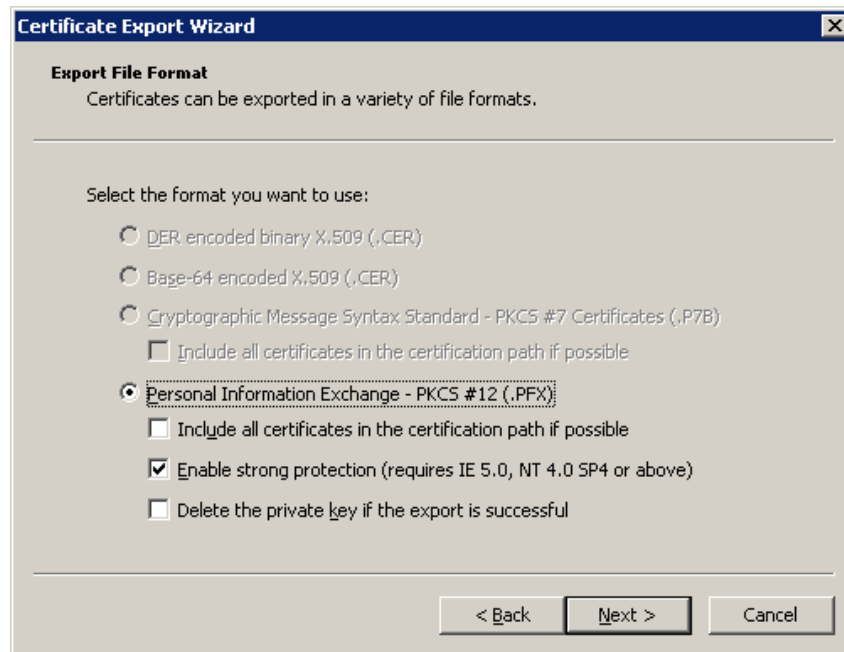 Certificate Export Wizard
Export File Format
Certificates can be exported in a variety of file formats.
Select the format you want to use:
DER encoded binary X.509 (.CER)
Base-64 encoded X.509 (.CER)
Cryptographic Message Syntax Standard - PKCS #7 Certificates (.P7B)
Include all certificates in the certification path if possible
Personal Information Exchange - PKCS #12 (.PFX)
Include all certificates in the certification path if possible
Enable strong protection (requires IE 5.0, NT 4.0 SP4 or above)
Delete the private key if the export is successful
< Back Next > Cancel